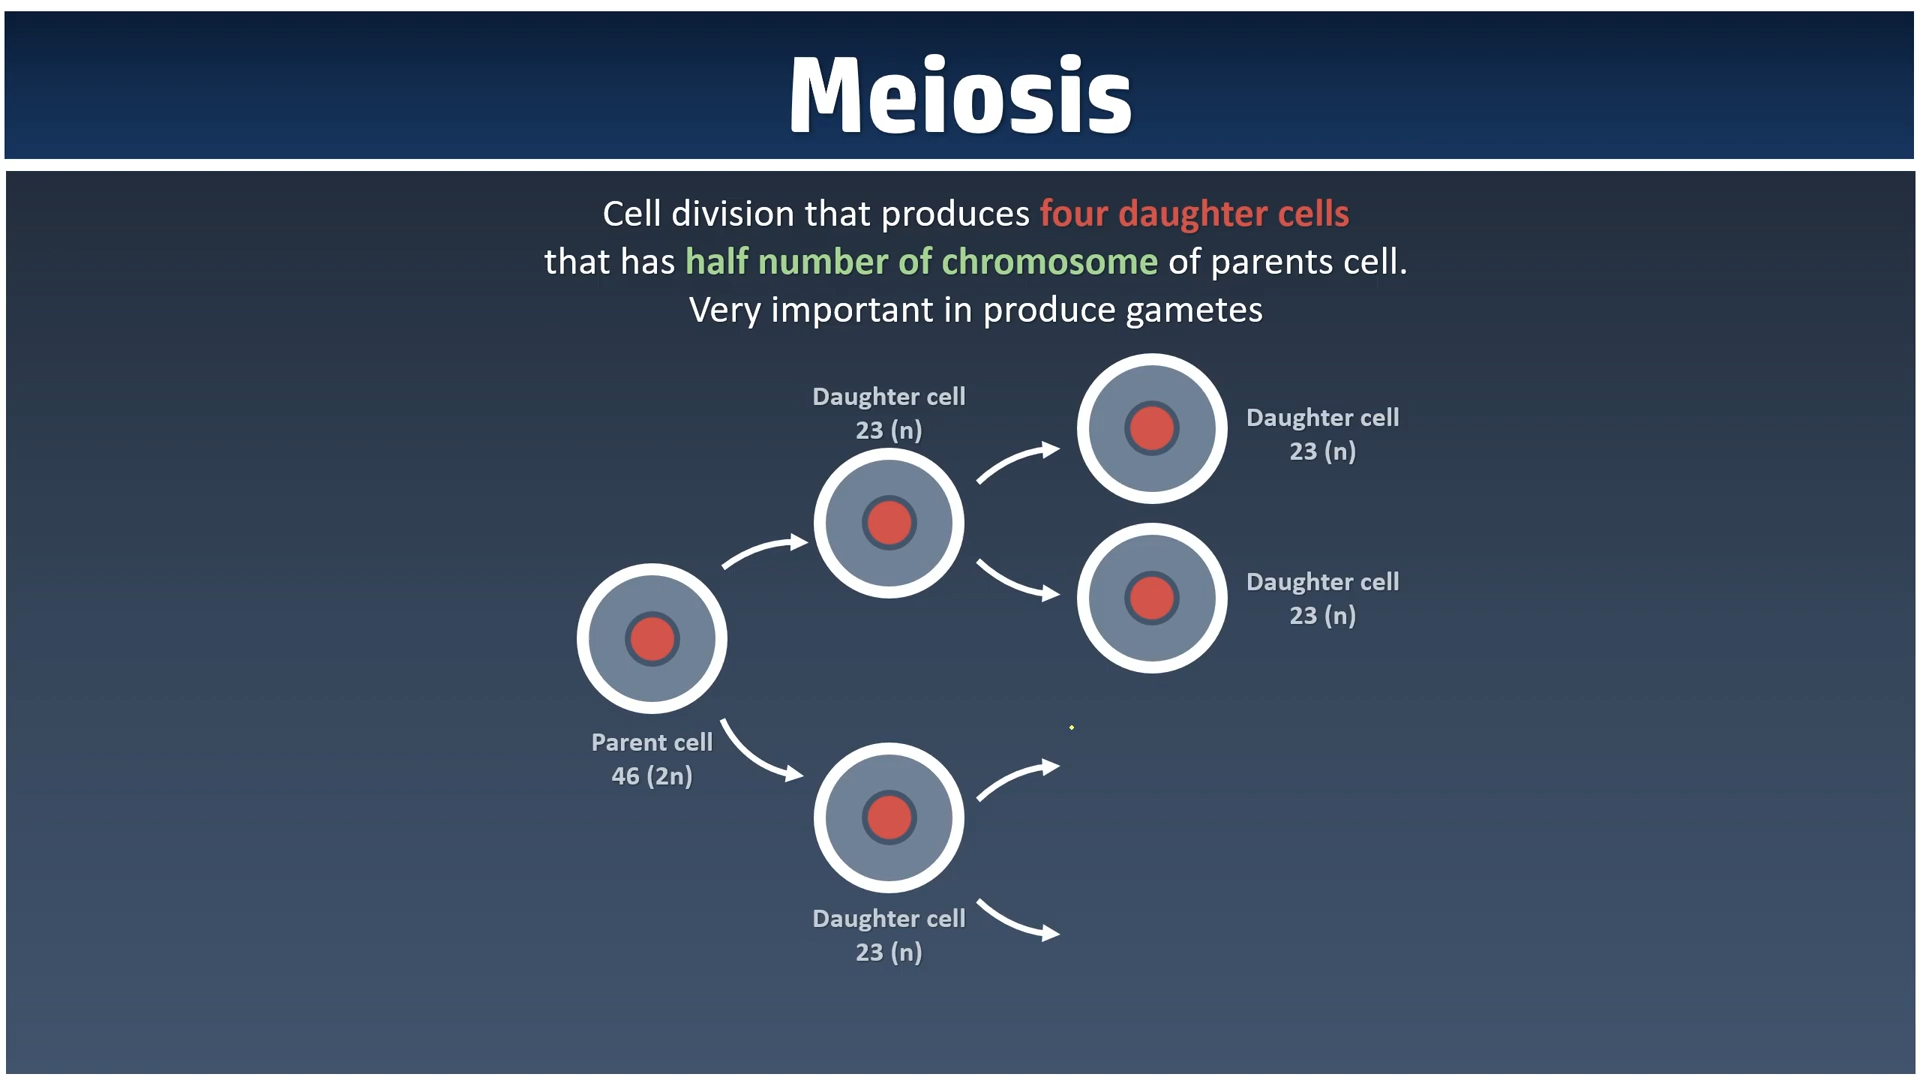 Meiosis
Cell division that produces four daughter cells
that has half number of chromosome of parents cell.
Very important in produce gametes
Daughter cell
23 (n)
Daughter cell
23 (n)
Daughter cell
23 (n)
Parent cell
46 (2n)
Daughter cell
23 (n)